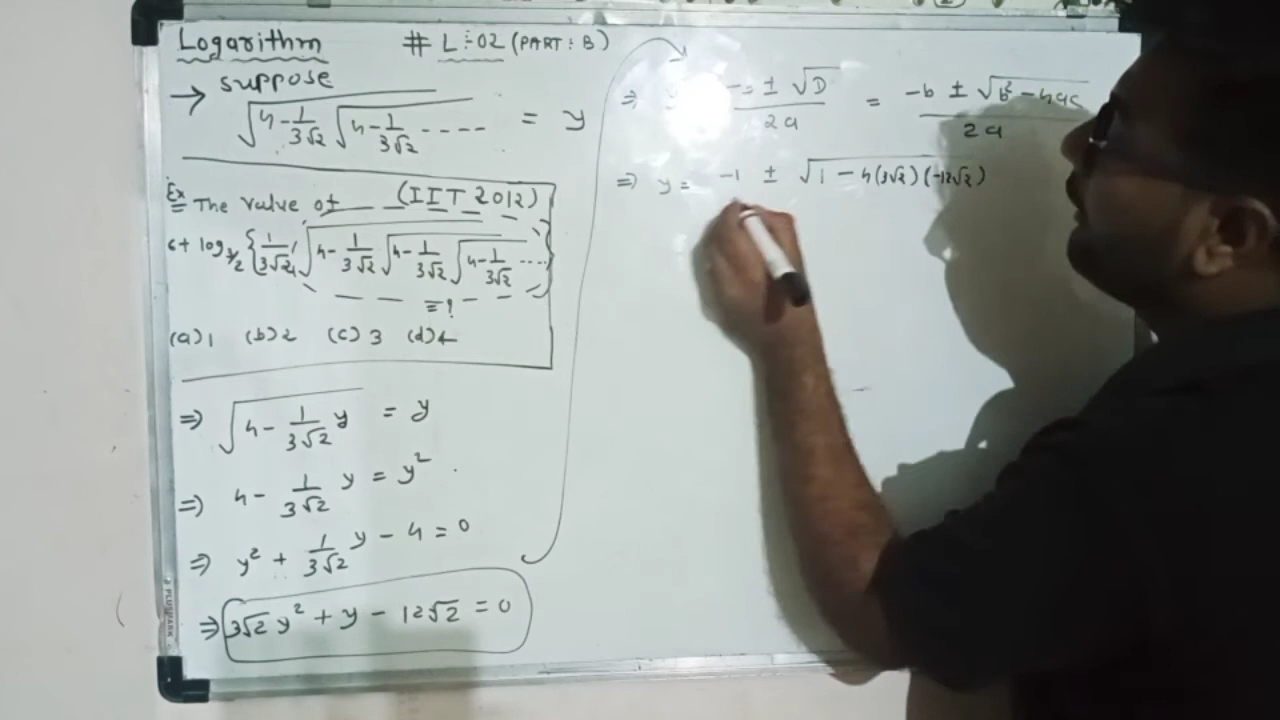 Logarithm # L:-02 (PART : B)
→ suppose
√4-1/3√2 √4-1/3√2 ---- = y
Ex The value of (IIT 2012)
6+ log3/2 {1/3√2 √4-1/3√2 √4-1/3√2 √4-1/3√2 ....}
= ?
(a) 1 (b) 2 (c) 3 (d) 4
⇒ √4-1/3√2 y = y
⇒ 4 - 1/3√2 y = y²
⇒ y² + 1/3√2 y - 4 = 0
⇒ 3√2 y² + y - 12√2 = 0
⇒ ± √D / 2a = -b ± √b²-4ac / 2a
⇒ y = -1 ± √1 - 4(3√2)(-12√2)